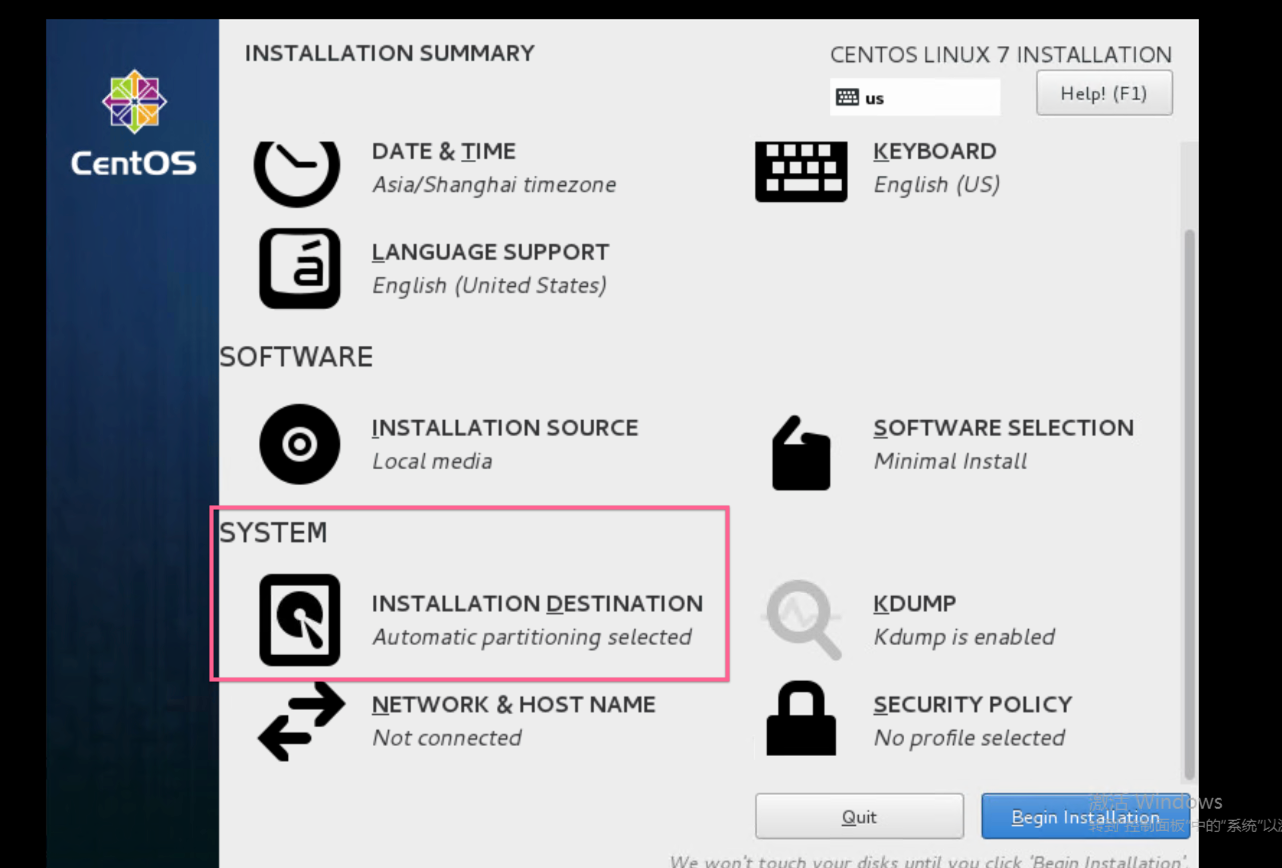 INSTALLATION SUMMARY
CENTOS LINUX 7 INSTALLATION
us
Help! (F1)
CentOS
DATE & TIME
Asia/Shanghai timezone
KEYBOARD
English (US)
á
LANGUAGE SUPPORT
English (United States)
SOFTWARE
INSTALLATION SOURCE
Local media
SOFTWARE SELECTION
Minimal Install
SYSTEM
INSTALLATION DESTINATION
Automatic partitioning selected
KDUMP
Kdump is enabled
NETWORK & HOST NAME
Not connected
SECURITY POLICY
No profile selected
Quit
Begin Installation
激活 Windows
转到"控制面板"中的"系统"以
We won't touch your disks until you click 'Begin Installation'.